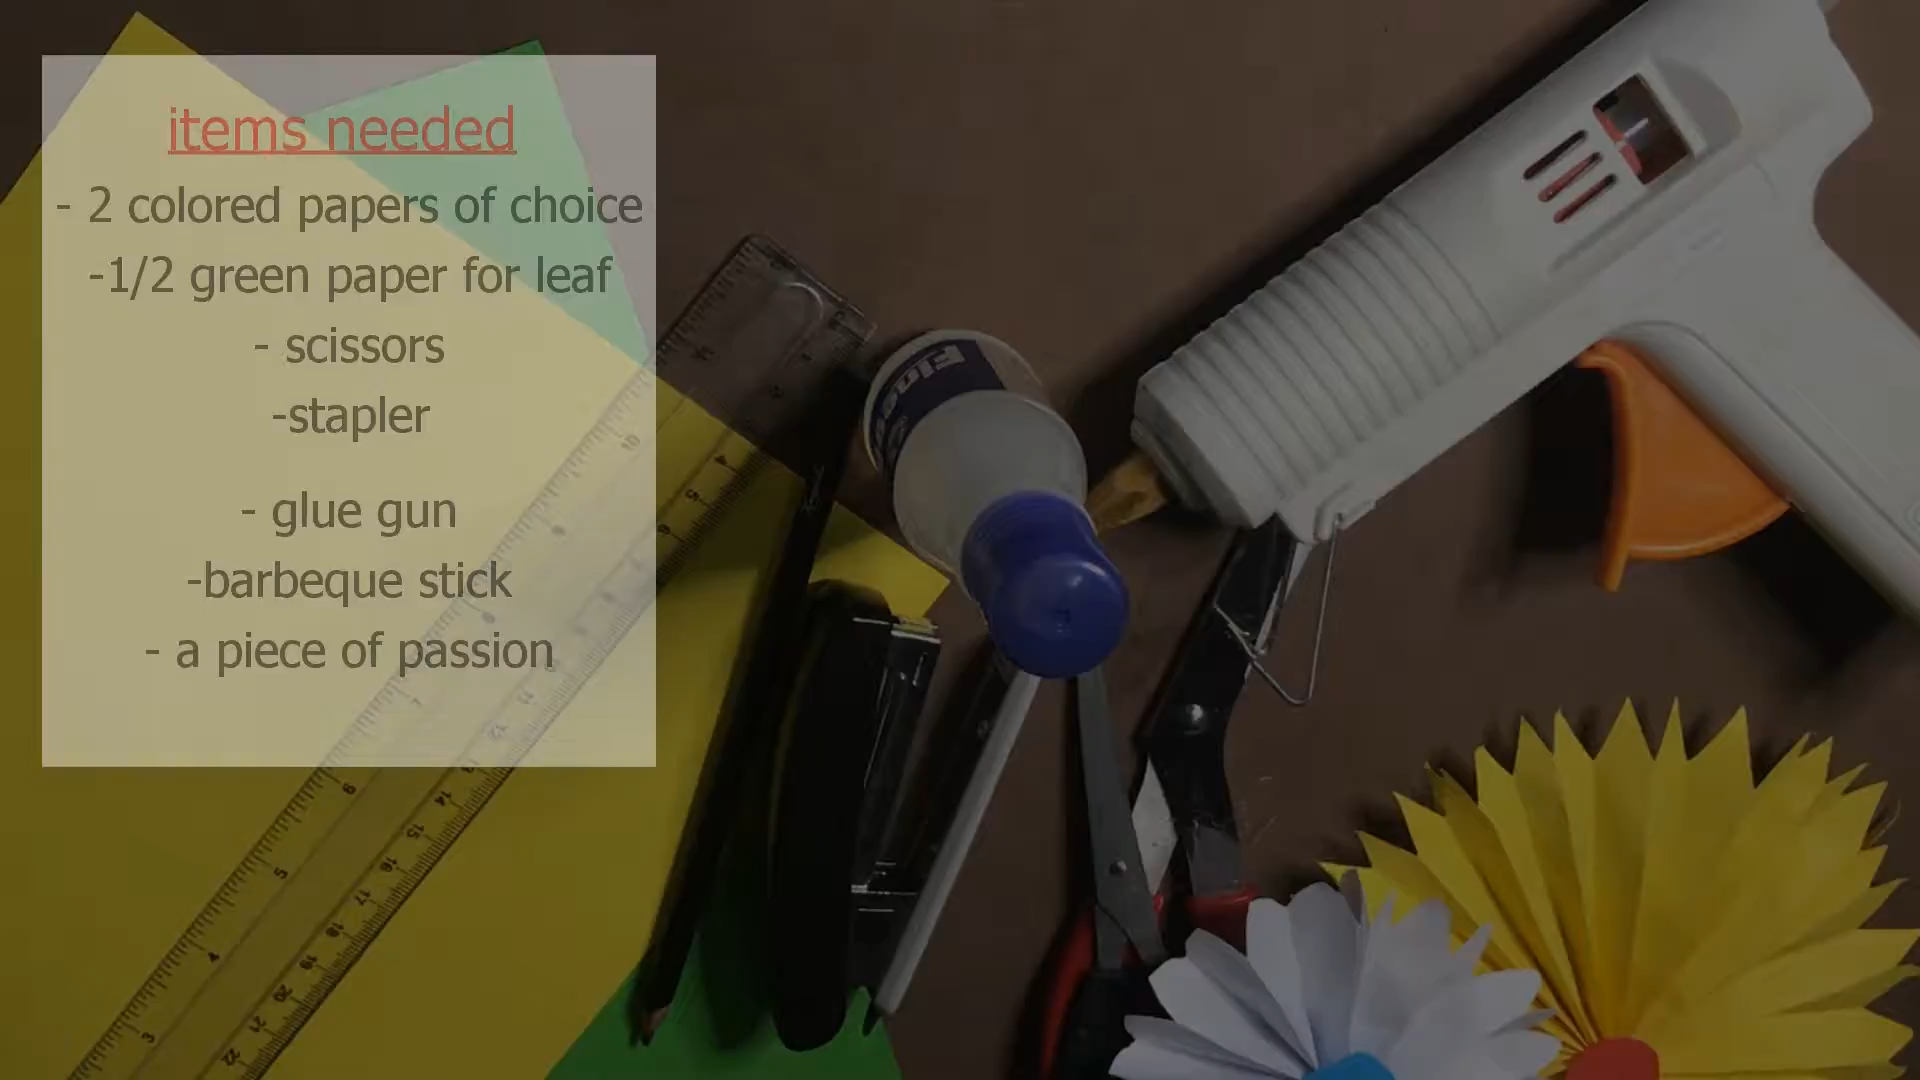 items needed
- 2 colored papers of choice
-1/2 green paper for leaf
- scissors
-stapler
- glue gun
-barbeque stick
- a piece of passion